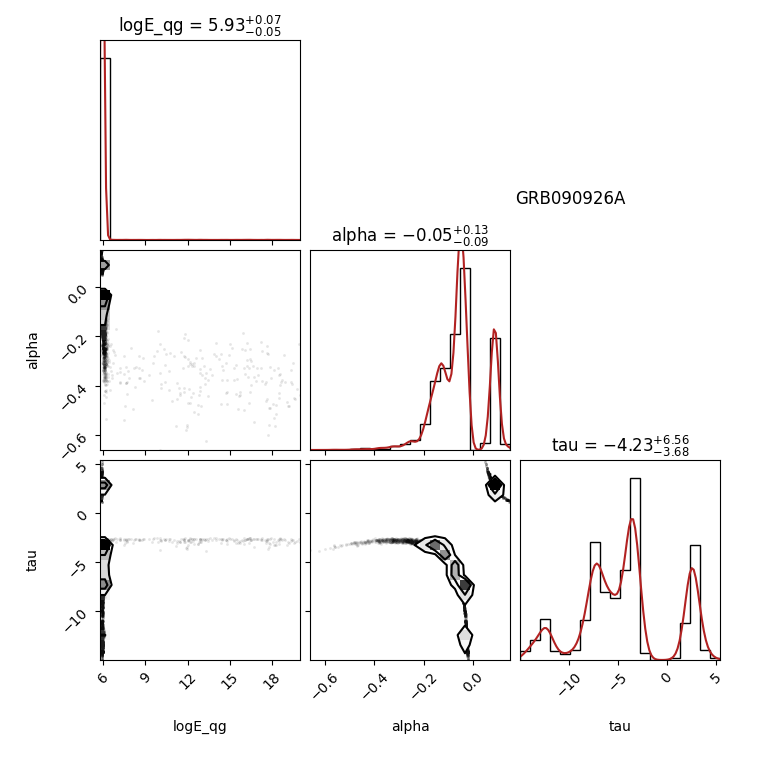 logE_qg = 5.93+0.07 −0.05
GRB090926A
alpha = −0.05+0.13 −0.09
0.0
−0.2
−0.4
−0.6
alpha
tau = −4.23+6.56 −3.68
5
0
−5
−10
tau
6 9 12 15 18
−0.6 −0.4 −0.2 0.0
−10 −5 0 5
logE_qg alpha tau